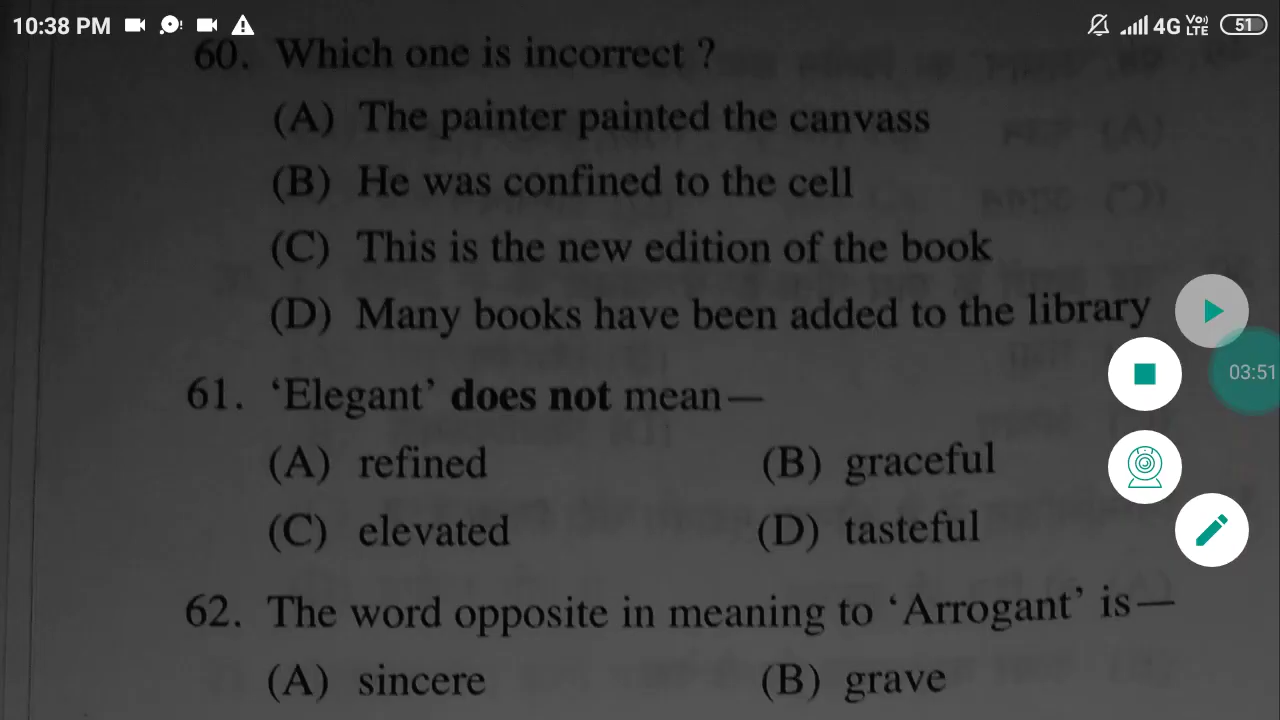 10:38 PM 4G Vo) LTE 51
60. Which one is incorrect ?
(A) The painter painted the canvass
(B) He was confined to the cell
(C) This is the new edition of the book
(D) Many books have been added to the library
03:51
61. ‘Elegant’ does not mean—
(A) refined (B) graceful
(C) elevated (D) tasteful
62. The word opposite in meaning to ‘Arrogant’ is—
(A) sincere (B) grave